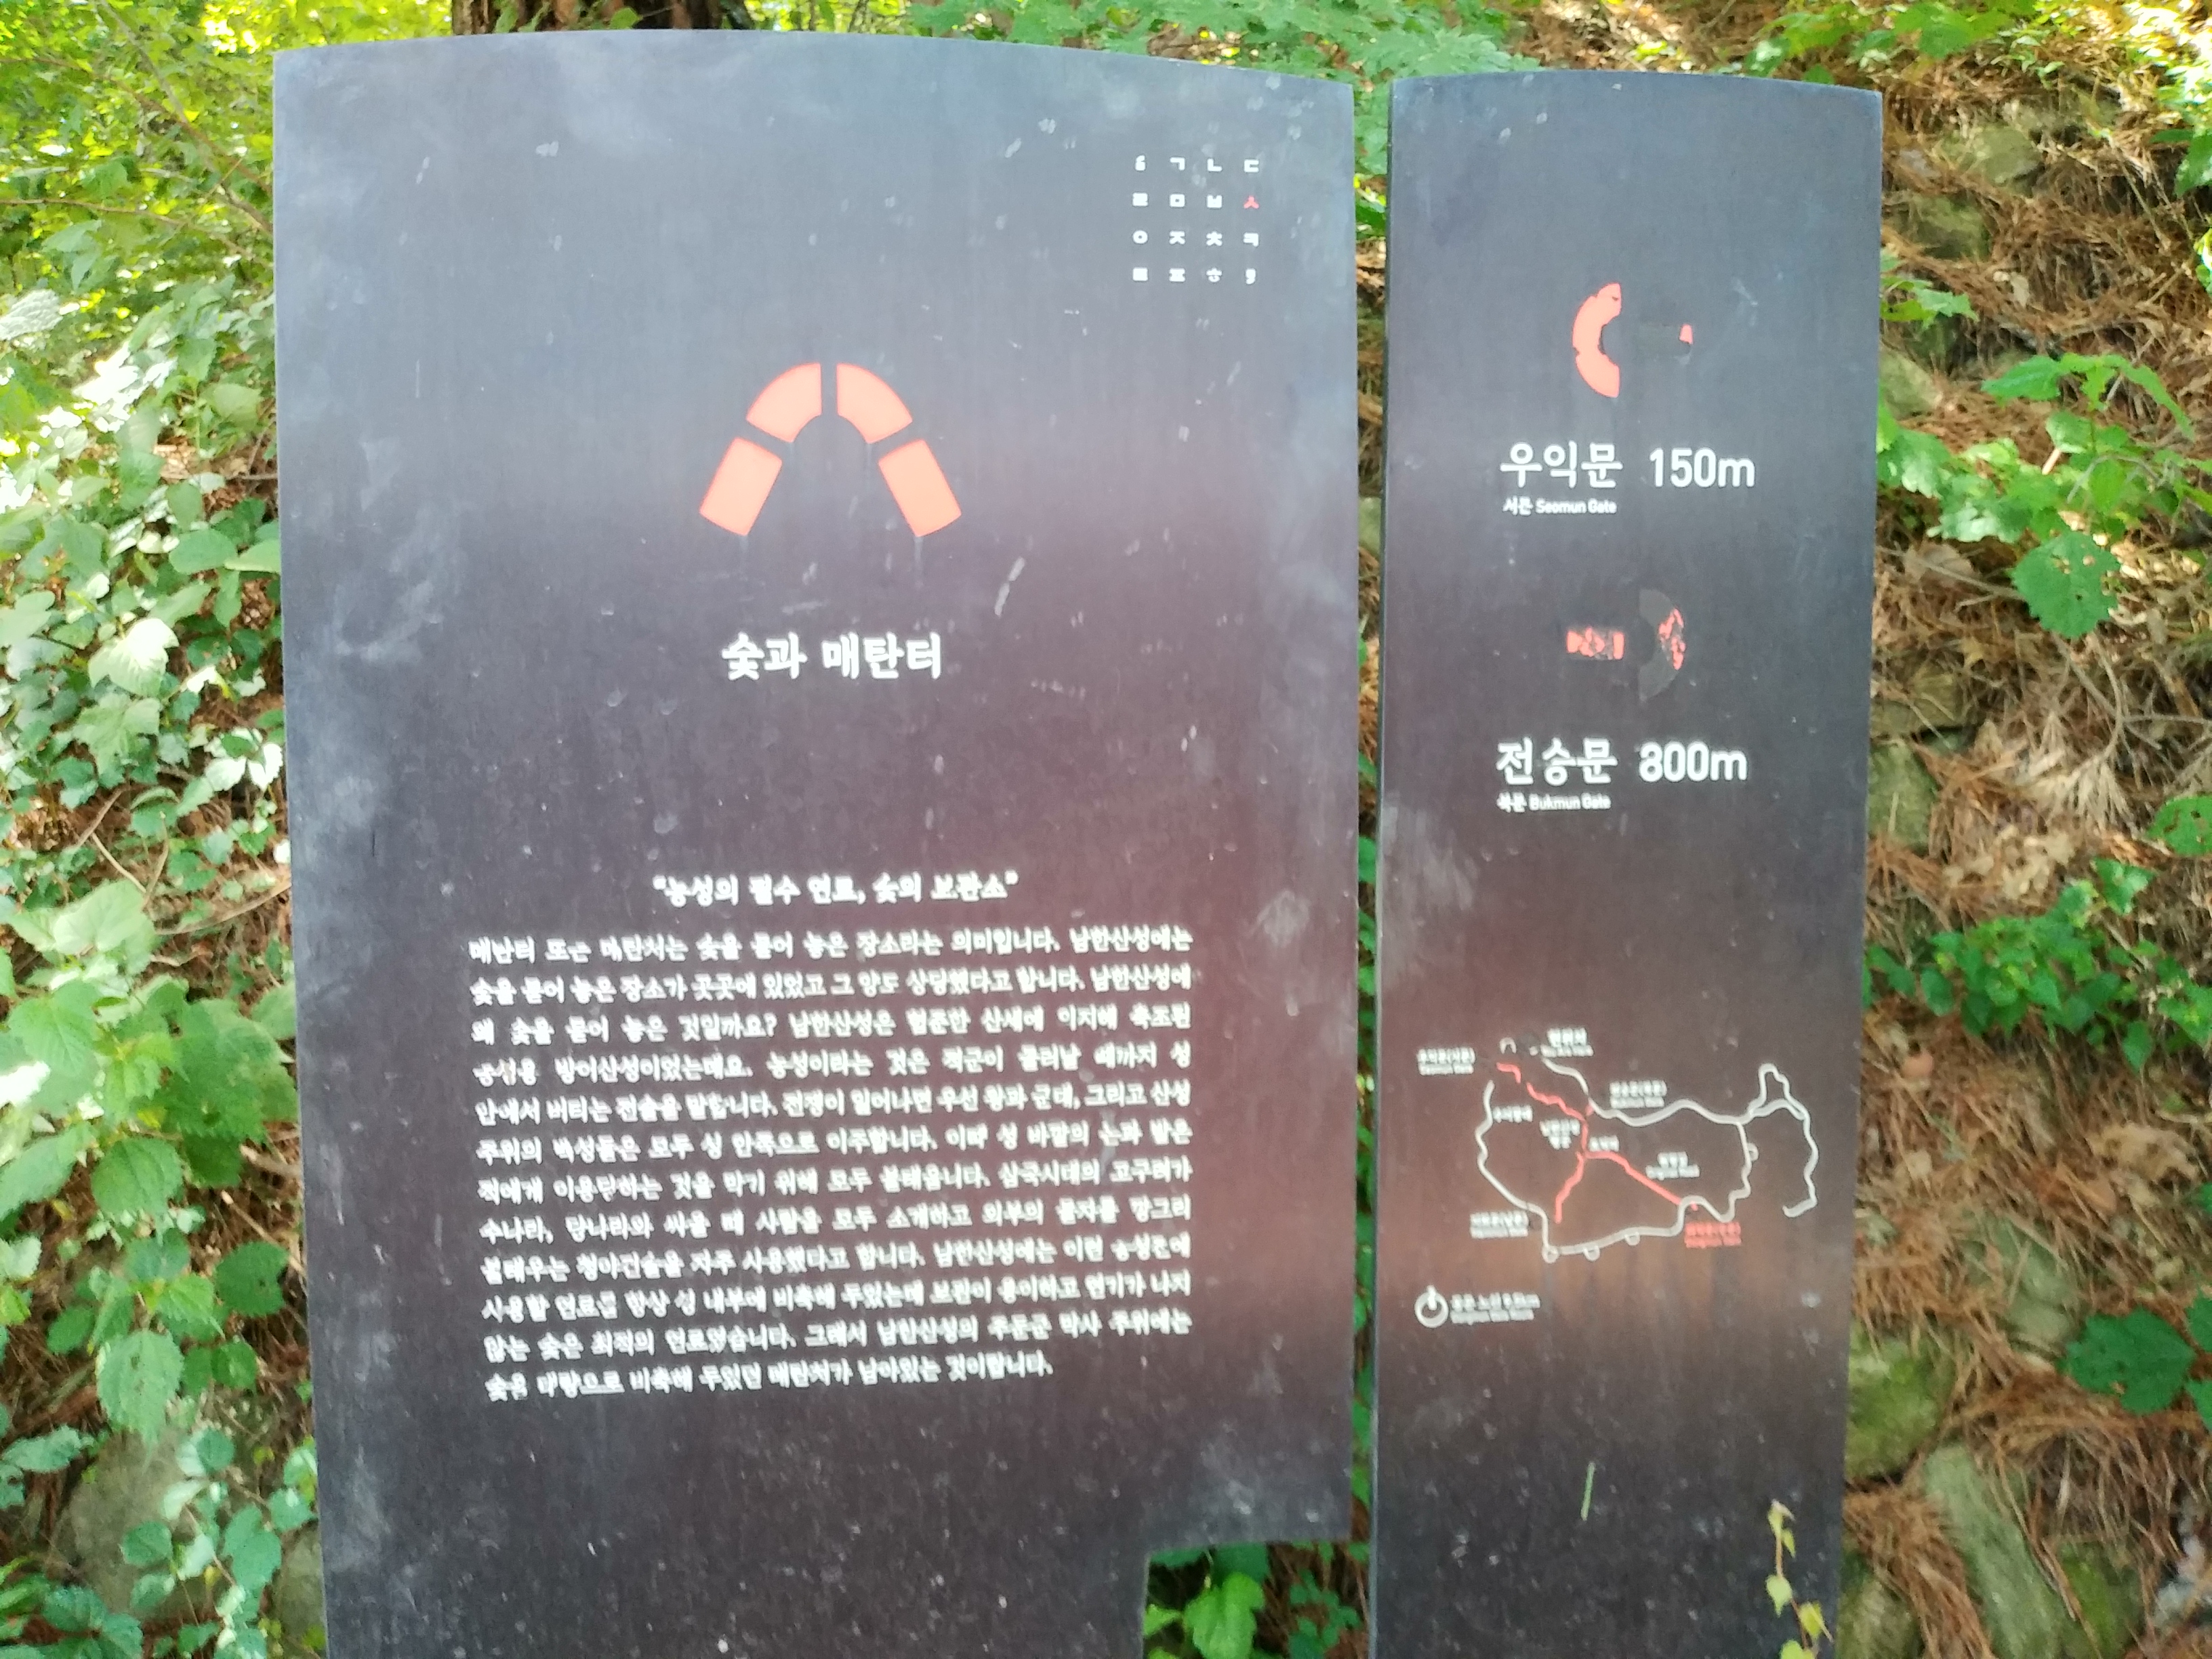 ㄱ ㄴ ㄷ
ㄹ ㅁ ㅂ ㅅ
ㅇ ㅈ ㅊ ㅋ
ㅌ ㅍ ㅎ
숯과 매탄터
"농성의 필수 연료, 숯의 보관소"
매탄터 또는 매탄처는 숯을 묻어 놓은 장소라는 의미입니다. 남한산성에는
숯을 묻어 놓은 장소가 곳곳에 있었고 그 양도 상당했다고 합니다. 남한산성에
왜 숯을 묻어 놓은 것일까요? 남한산성은 험준한 산세에 의지해 축조된
농성용 방어산성이었는데요. 농성이라는 것은 적군이 물러날 때까지 성
안에서 버티는 전술을 말합니다. 전쟁이 일어나면 우선 왕과 군대, 그리고 산성
주위의 백성들은 모두 성 안쪽으로 이주합니다. 이때 성 바깥의 논과 밭은
적에게 이용당하는 것을 막기 위해 모두 불태웁니다. 삼국시대의 고구려가
수나라, 당나라와 싸울 때 사람을 모두 소개하고 외부의 물자를 깡그리
불태우는 청야전술을 자주 사용했다고 합니다. 남한산성에는 이런 농성전에
사용할 연료를 항상 성 내부에 비축해 두었는데 보관이 용이하고 연기가 나지
않는 숯은 최적의 연료였습니다. 그래서 남한산성의 주둔군 막사 주위에는
숯을 대량으로 비축해 두었던 매탄처가 남아있는 것이랍니다.
우익문 150m
서문 Seomun Gate
전승문 800m
북문 Bukmun Gate